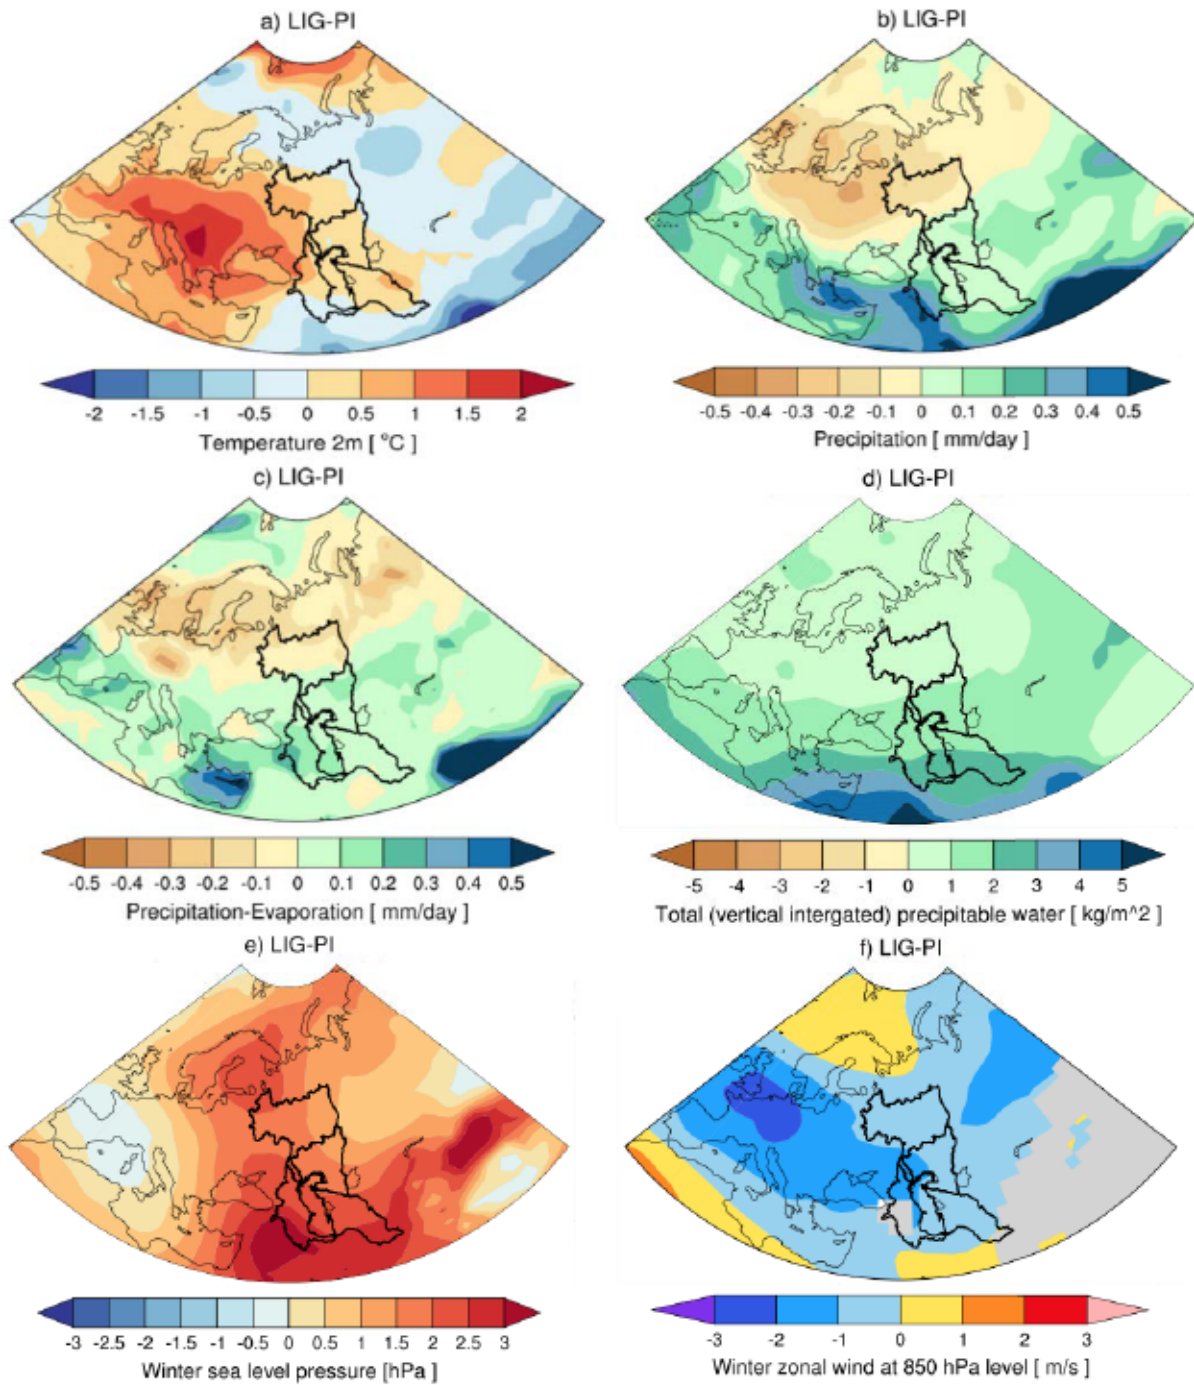 a) LIG-PI
b) LIG-PI
-2 -1.5 -1 -0.5 0 0.5 1 1.5 2
Temperature 2m [ °C ]
-0.5 -0.4 -0.3 -0.2 -0.1 0 0.1 0.2 0.3 0.4 0.5
Precipitation [ mm/day ]
c) LIG-PI
d) LIG-PI
-0.5 -0.4 -0.3 -0.2 -0.1 0 0.1 0.2 0.3 0.4 0.5
Precipitation-Evaporation [ mm/day ]
-5 -4 -3 -2 -1 0 1 2 3 4 5
Total (vertical intergated) precipitable water [ kg/m^2 ]
e) LIG-PI
f) LIG-PI
-3 -2.5 -2 -1.5 -1 -0.5 0 0.5 1 1.5 2 2.5 3
Winter sea level pressure [hPa ]
-3 -2 -1 0 1 2 3
Winter zonal wind at 850 hPa level [ m/s ]